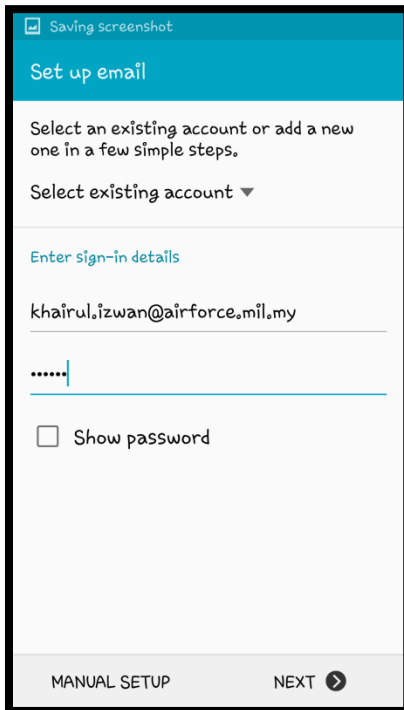 Saving screenshot
Set up email
Select an existing account or add a new
one in a few simple steps.
Select existing account
Enter sign-in details
khairul.izwan@airforce.mil.my
••••••
Show password
MANUAL SETUP
NEXT